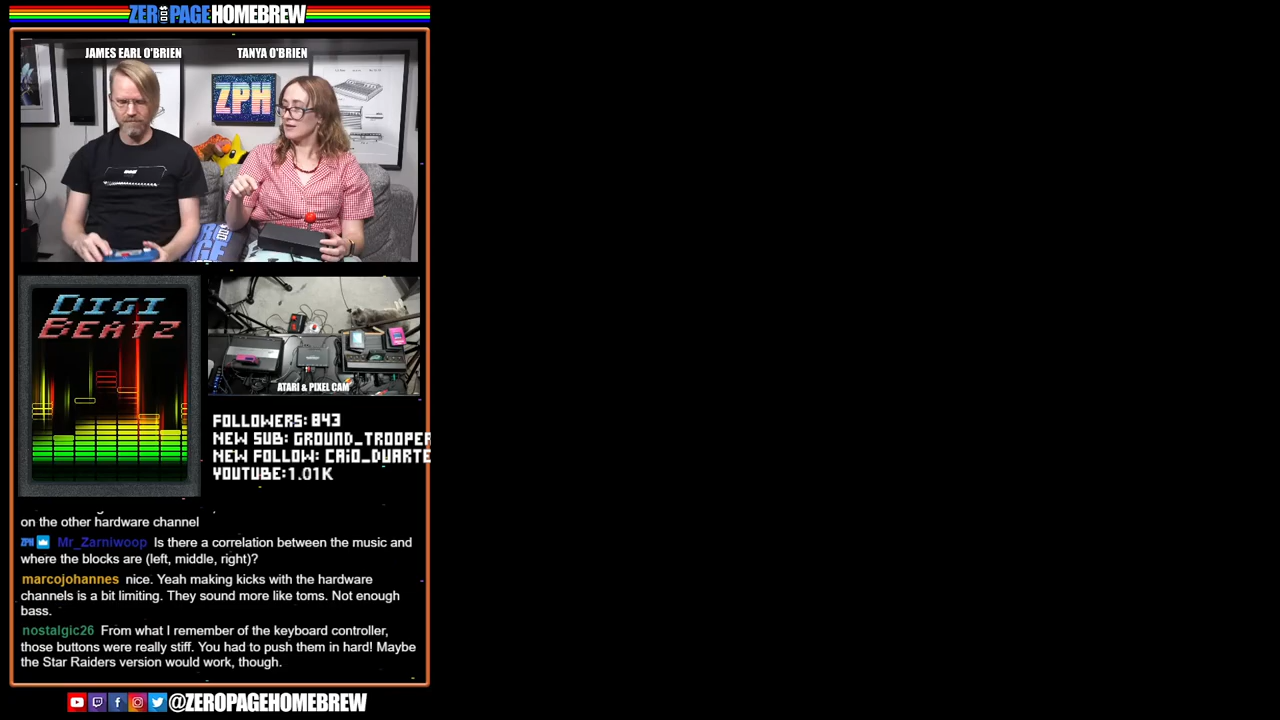 ZEROPAGEHOMEBREW
JAMES EARL O'BRIEN
TANYA O'BRIEN
ZPH
DIGI
BEATZ
ATARI & PIXEL CAM
FOLLOWERS: 843
NEW SUB: GROUND_TROOPER
NEW FOLLOW: CAIO_DUARTE
YOUTUBE: 1.01K
on the other hardware channel
ZPH Mr_Zarniwoop Is there a correlation between the music and
where the blocks are (left, middle, right)?
marcojohannes nice. Yeah making kicks with the hardware
channels is a bit limiting. They sound more like toms. Not enough
bass.
nostalgic26 From what I remember of the keyboard controller,
those buttons were really stiff. You had to push them in hard! Maybe
the Star Raiders version would work, though.
@ZEROPAGEHOMEBREW